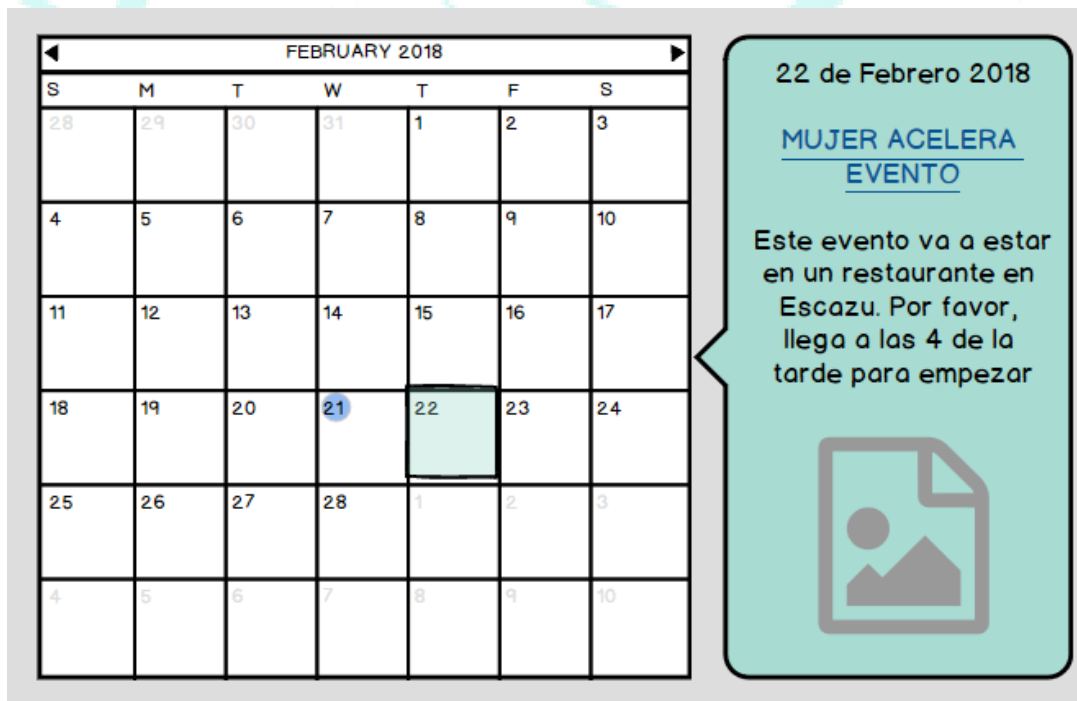 FEBRUARY 2018
S M T W T F S
28 29 30 31 1 2 3
4 5 6 7 8 9 10
11 12 13 14 15 16 17
18 19 20 21 22 23 24
25 26 27 28 1 2 3
4 5 6 7 8 9 10
22 de Febrero 2018
MUJER ACELERA
EVENTO
Este evento va a estar
en un restaurante en
Escazu. Por favor,
llega a las 4 de la
tarde para empezar